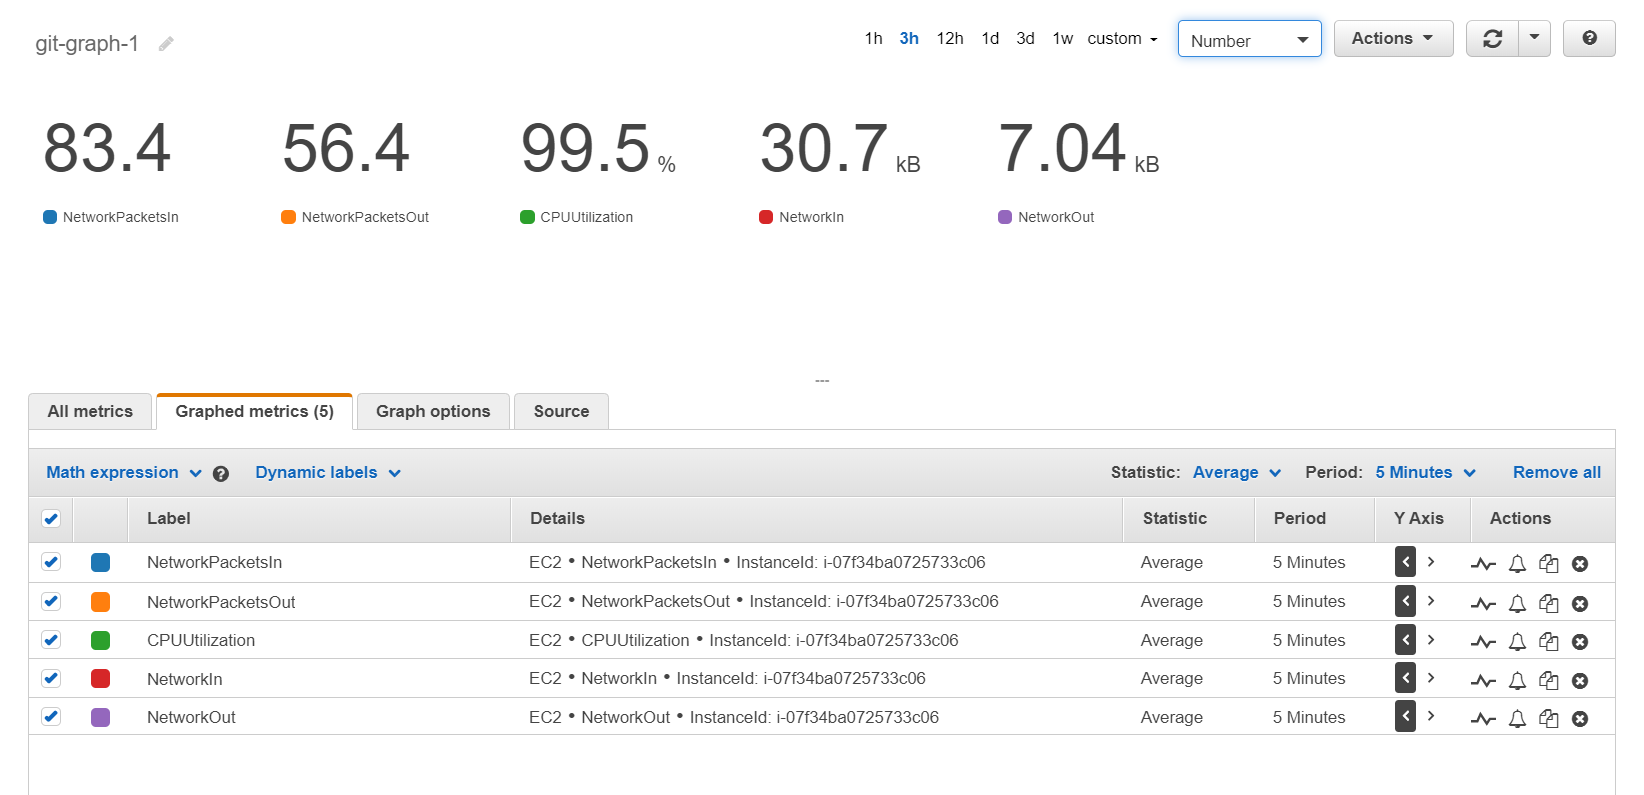 git-graph-1
1h 3h 12h 1d 3d 1w custom Number Actions
83.4 56.4 99.5 % 30.7 kB 7.04 kB
NetworkPacketsIn NetworkPacketsOut CPUUtilization NetworkIn NetworkOut
All metrics Graphed metrics (5) Graph options Source
Math expression Dynamic labels Statistic: Average Period: 5 Minutes Remove all
Label Details Statistic Period Y Axis Actions
NetworkPacketsIn EC2 • NetworkPacketsIn • InstanceId: i-07f34ba0725733c06 Average 5 Minutes
NetworkPacketsOut EC2 • NetworkPacketsOut • InstanceId: i-07f34ba0725733c06 Average 5 Minutes
CPUUtilization EC2 • CPUUtilization • InstanceId: i-07f34ba0725733c06 Average 5 Minutes
NetworkIn EC2 • NetworkIn • InstanceId: i-07f34ba0725733c06 Average 5 Minutes
NetworkOut EC2 • NetworkOut • InstanceId: i-07f34ba0725733c06 Average 5 Minutes